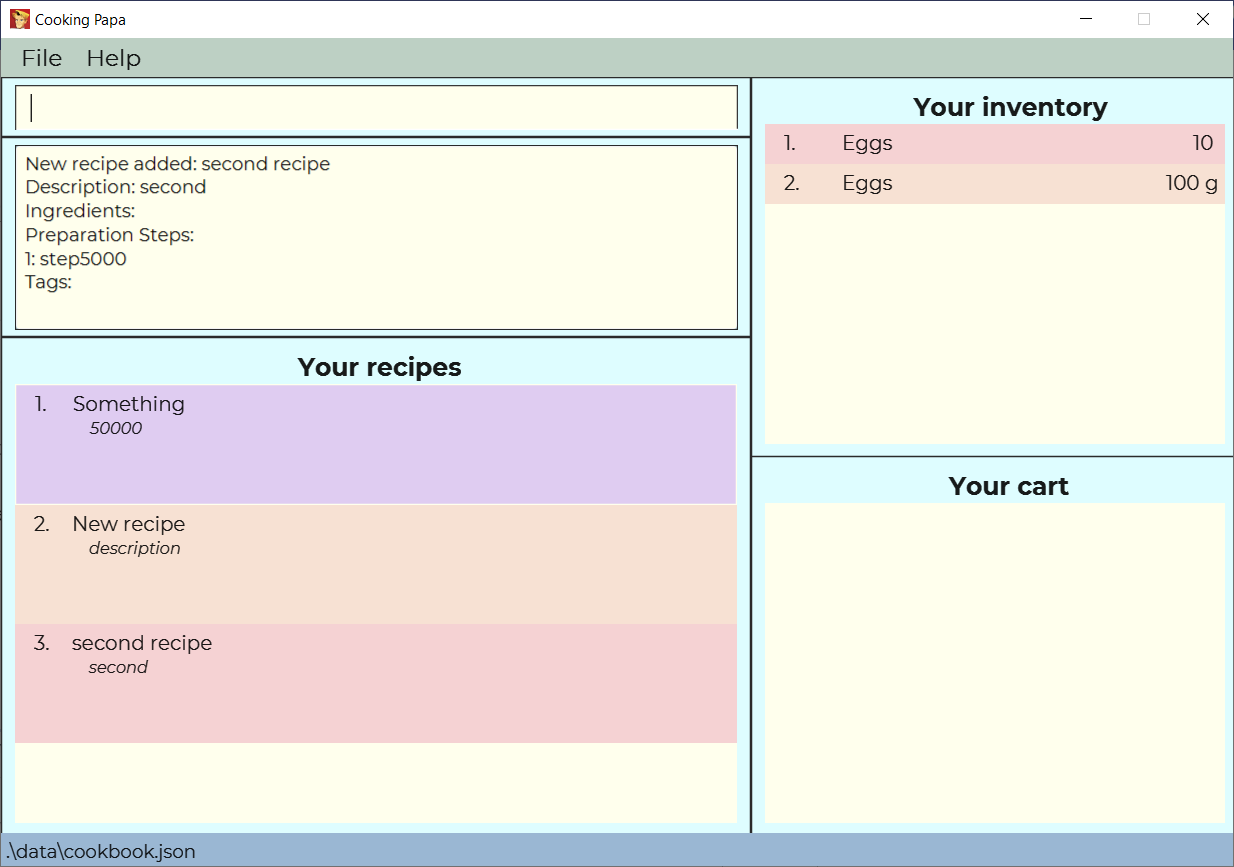 Cooking Papa
File Help
New recipe added: second recipe
Description: second
Ingredients:
Preparation Steps:
1: step5000
Tags:
Your recipes
1. Something
50000
2. New recipe
description
3. second recipe
second
Your inventory
1. Eggs 10
2. Eggs 100 g
Your cart
.\data\cookbook.json